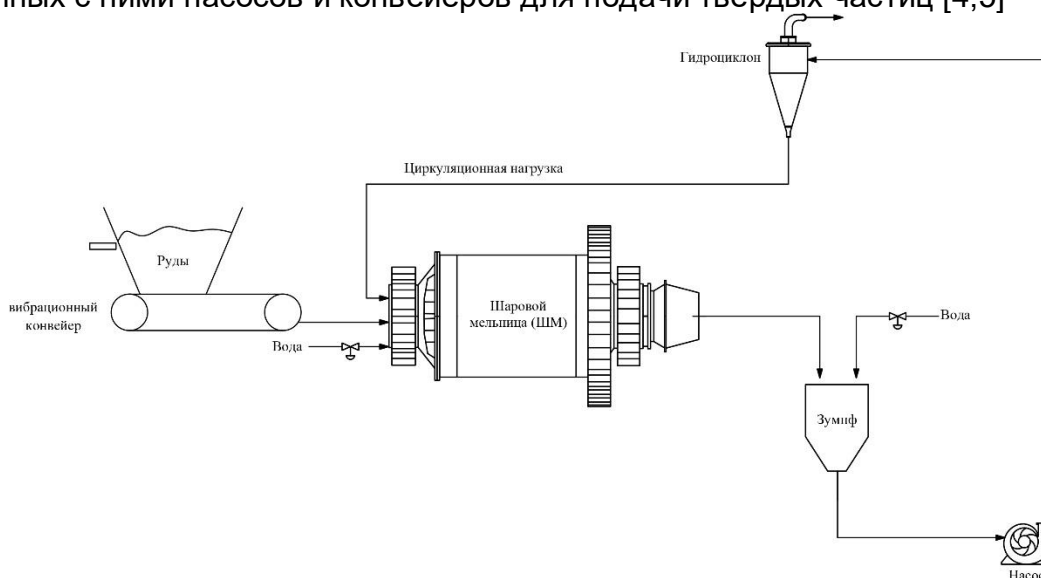 нных с ними насосов и конвейеров для подачи твердых частиц [4,5]
Гидроциклон
Циркуляционная нагрузка
Руды
вибрационный
конвейер
Шаровой
мельница (ШМ)
Вода
Вода
Зумпф
Насос